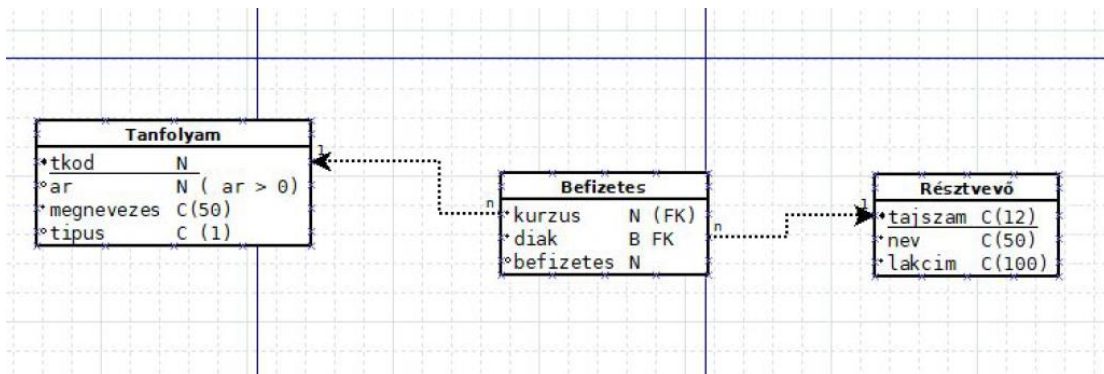 Tanfolyam
tkod N
ar N ( ar > 0)
megnevezes C(50)
tipus C (1)
1
n
Befizetes
kurzus N (FK)
diak B FK
befizetes N
n
1
Résztvevő
tajszam C(12)
nev C(50)
lakcim C(100)